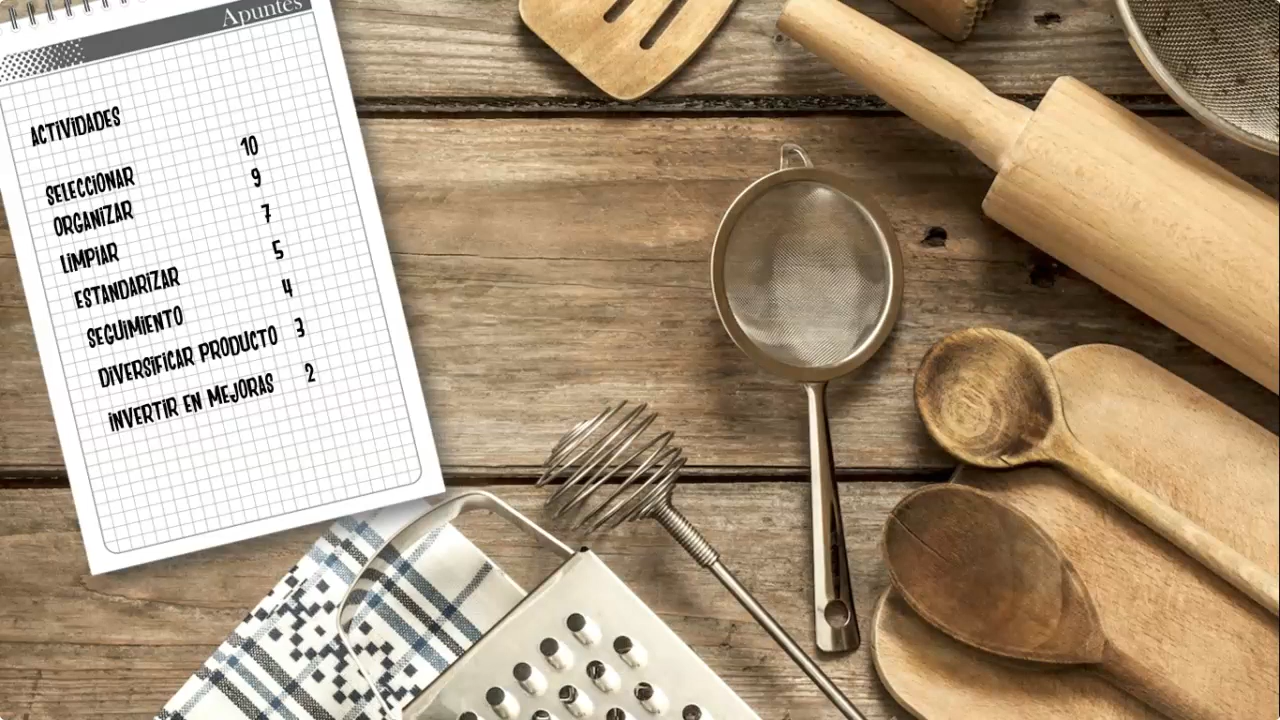 Apuntes
ACTIVIDADES
SELECCIONAR 10
ORGANIZAR 9
LIMPIAR 7
ESTANDARIZAR 5
SEGUIMIENTO 4
DIVERSIFICAR PRODUCTO 3
INVERTIR EN MEJORAS 2